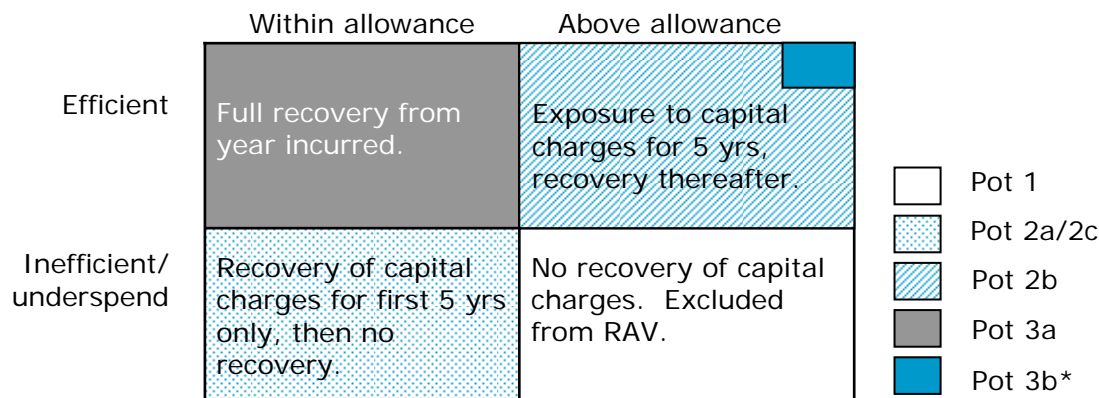 Within allowance
Above allowance
Efficient
Full recovery from
year incurred.
Exposure to capital
charges for 5 yrs,
recovery thereafter.
Inefficient/
underspend
Recovery of capital
charges for first 5 yrs
only, then no
recovery.
No recovery of capital
charges.  Excluded
from RAV.
Pot 1
Pot 2a/2c
Pot 2b
Pot 3a
Pot 3b*